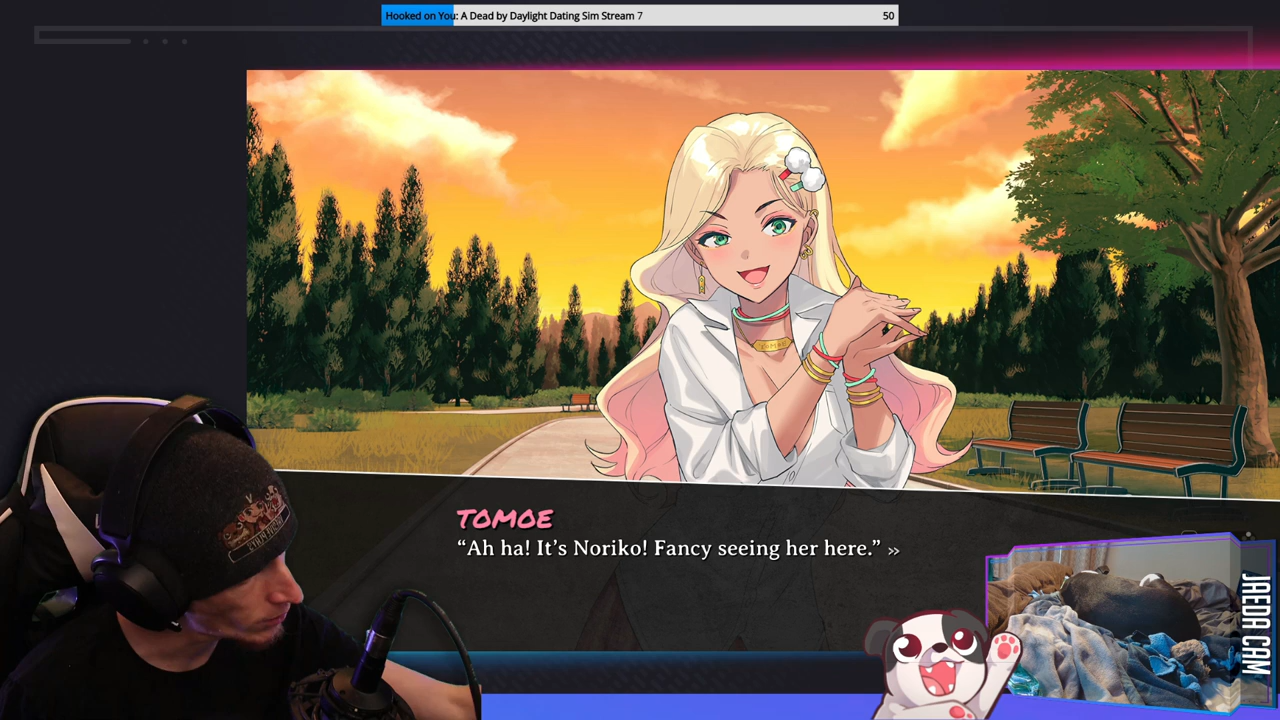 Hooked on You: A Dead by Daylight Dating Sim Stream 7
50
TOMOE
“Ah ha! It’s Noriko! Fancy seeing her here.” »
JAEDA CAM